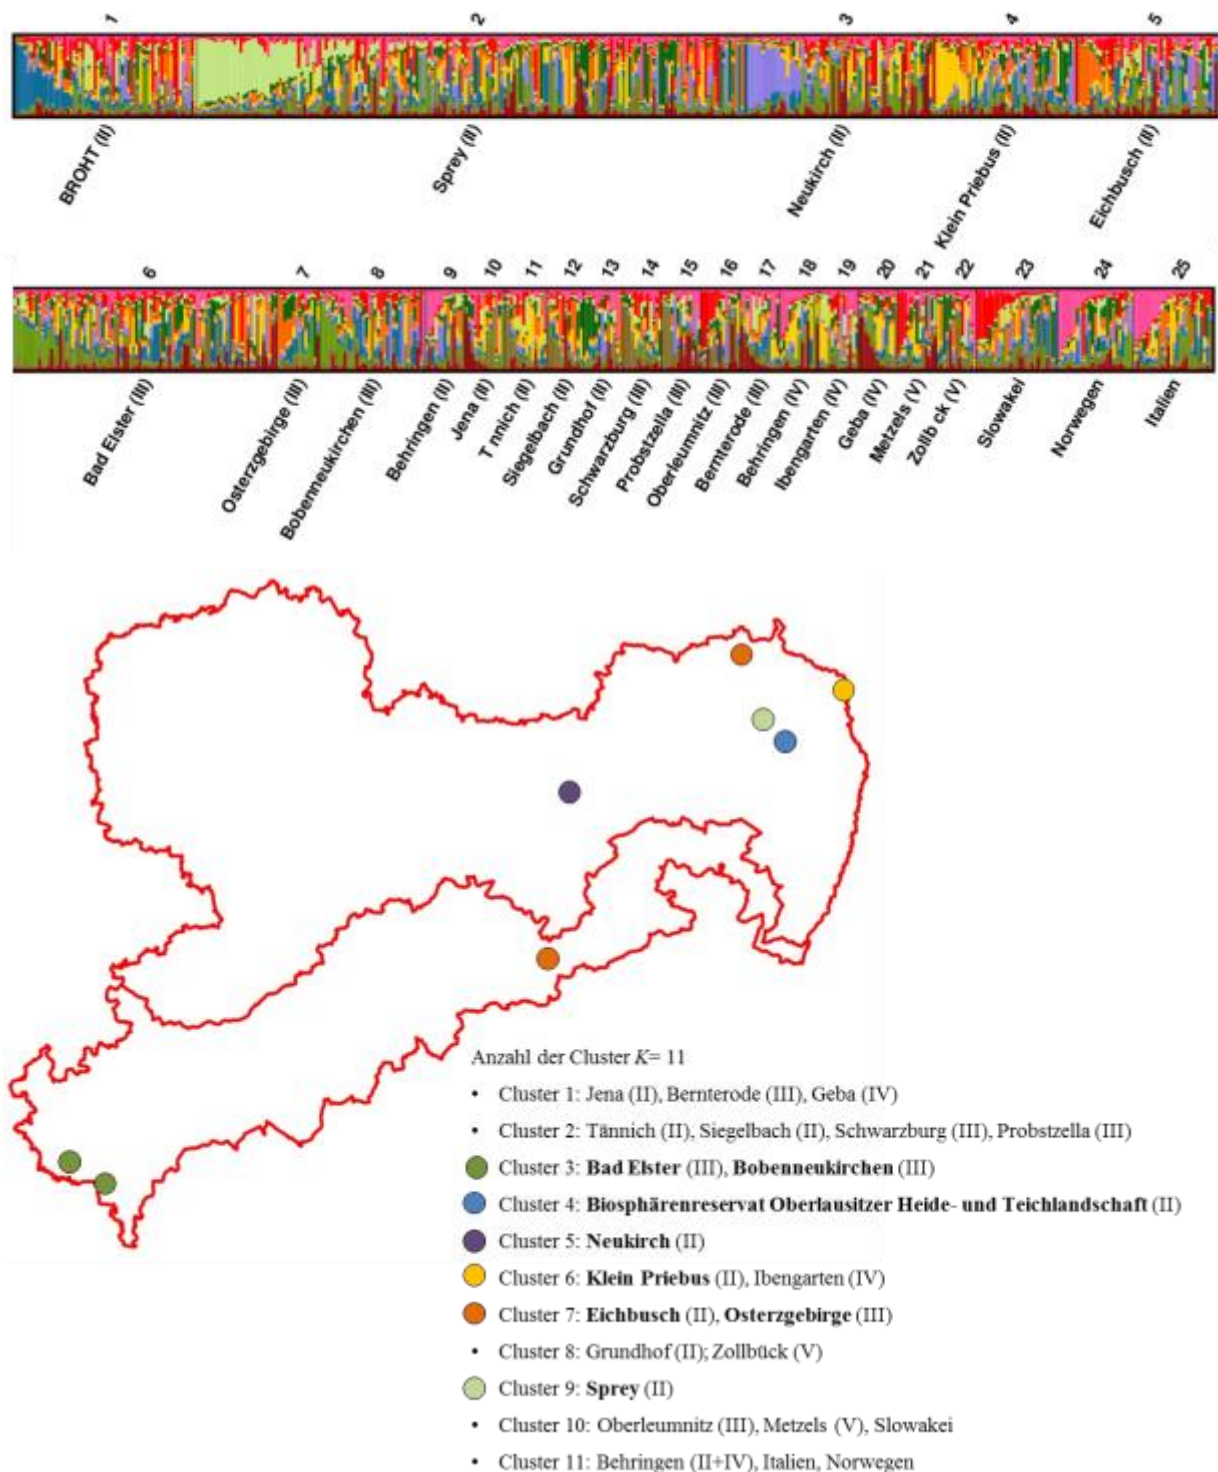 1 2 3 4 5
BROHT (II) Sprey (II) Neukirch (II) Klein Priebus (II) Eichbusch (II)
6 7 8 9 10 11 12 13 14 15 16 17 18 19 20 21 22 23 24 25
Bad Elster (III) Osterzgebirge (III) Bobenneukirchen (III) Behringen (II) Jena (II) T nnich (II) Siegelbach (II) Grundhof (II) Schwarzburg (III) Probstzella (III) Oberleumnitz (III) Bernterode (III) Behringen (IV) Ibengarten (IV) Geba (IV) Metzels (V) Zollb ck (V) Slowakei Norwegen Italien
Anzahl der Cluster K= 11
• Cluster 1: Jena (II), Bernterode (III), Geba (IV)
• Cluster 2: Tännich (II), Siegelbach (II), Schwarzburg (III), Probstzella (III)
Cluster 3: Bad Elster (III), Bobenneukirchen (III)
Cluster 4: Biosphärenreservat Oberlausitzer Heide- und Teichlandschaft (II)
Cluster 5: Neukirch (II)
Cluster 6: Klein Priebus (II), Ibengarten (IV)
Cluster 7: Eichbusch (II), Osterzgebirge (III)
• Cluster 8: Grundhof (II); Zollbück (V)
Cluster 9: Sprey (II)
• Cluster 10: Oberleumnitz (III), Metzels (V), Slowakei
• Cluster 11: Behringen (II+IV), Italien, Norwegen